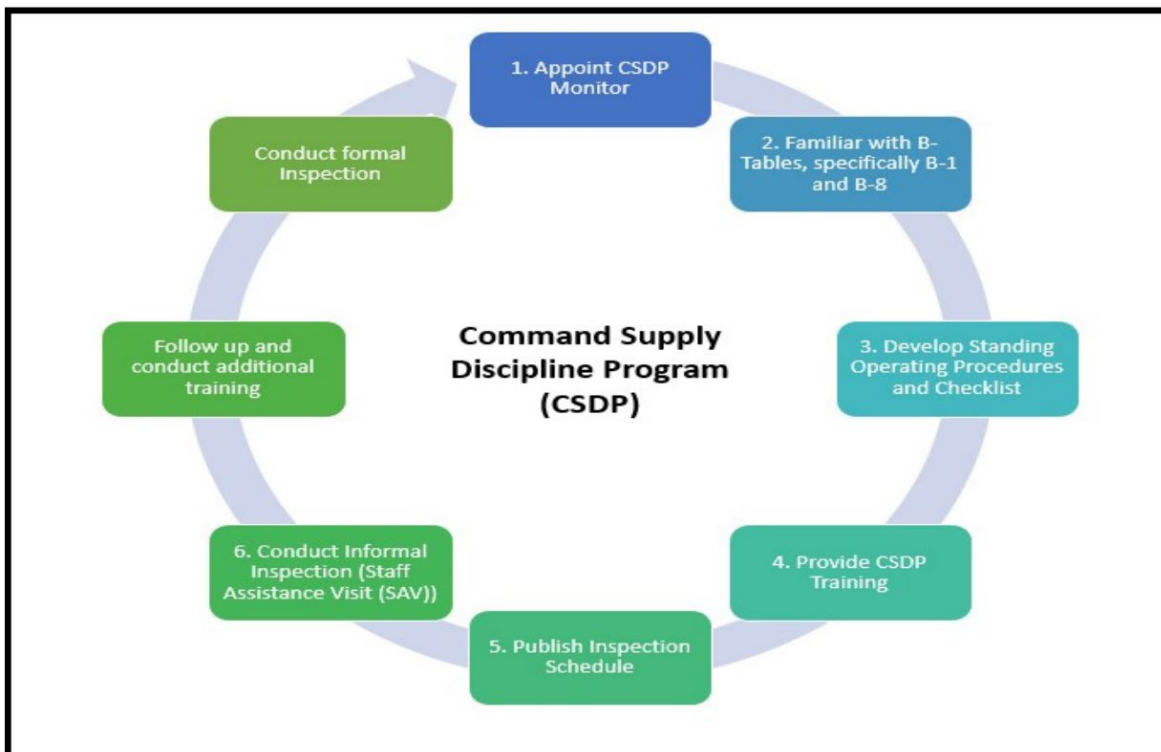 1. Appoint CSDP
Monitor
2. Familiar with B-
Tables, specifically B-1
and B-8
3. Develop Standing
Operating Procedures
and Checklist
4. Provide CSDP
Training
5. Publish Inspection
Schedule
6. Conduct Informal
Inspection (Staff
Assistance Visit (SAV))
Follow up and
conduct additional
training
Conduct formal
Inspection
Command Supply
Discipline Program
(CSDP)